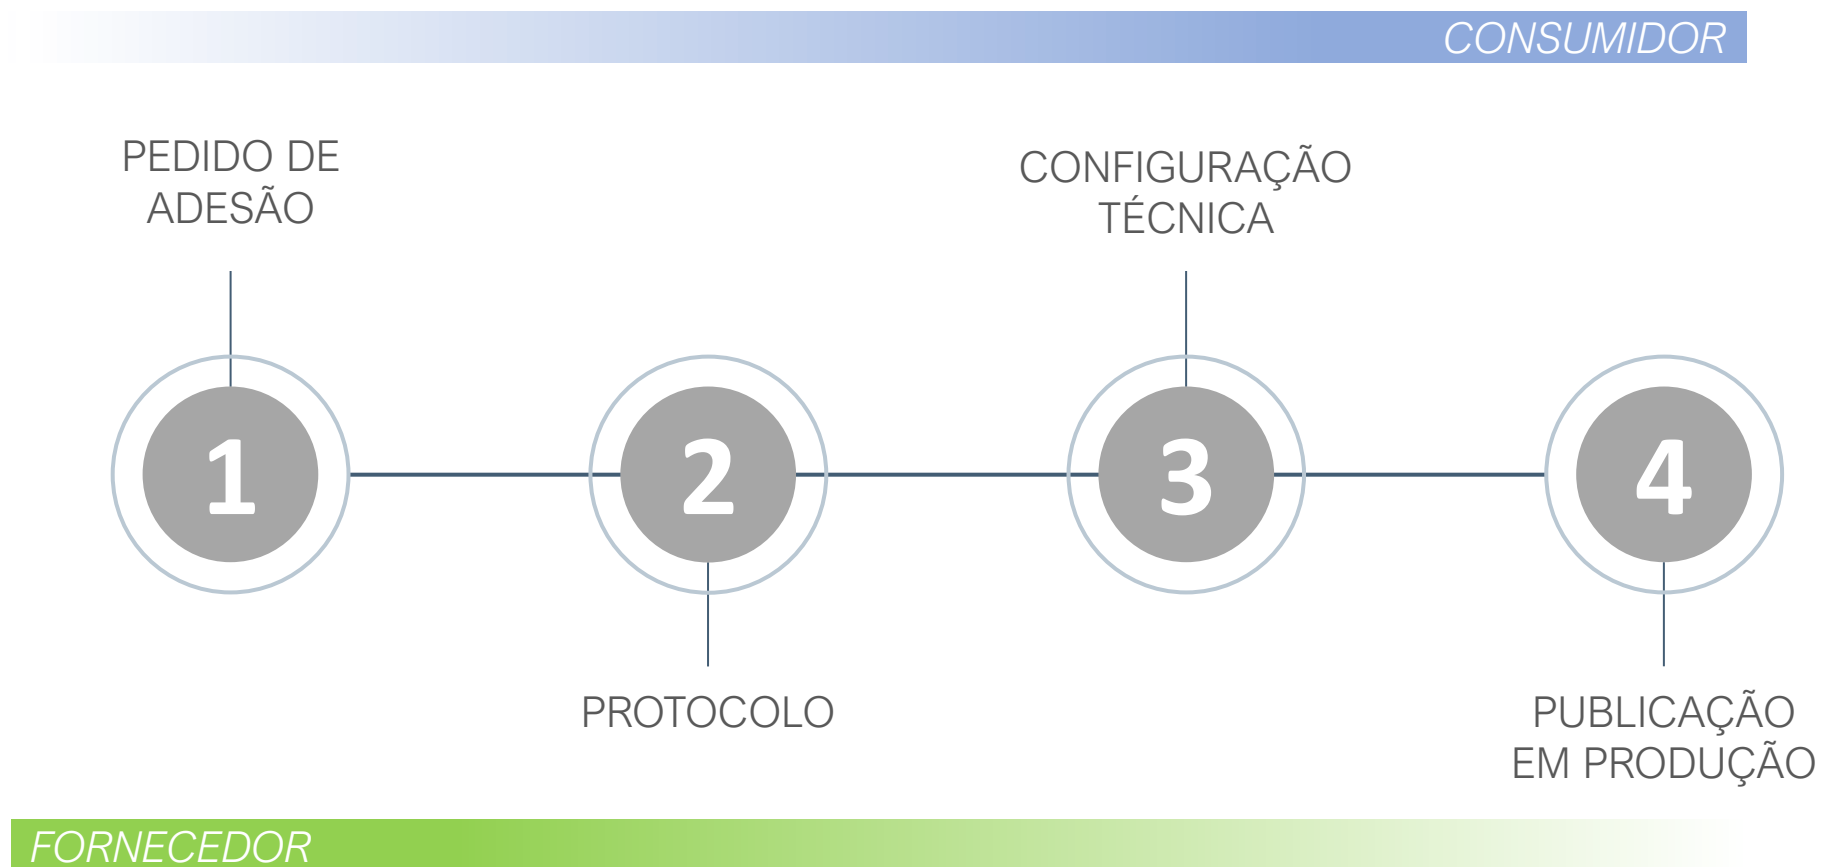 CONSUMIDOR
PEDIDO DE
ADESÃO
CONFIGURAÇÃO
TÉCNICA
1
2
3
4
PROTOCOLO
PUBLICAÇÃO
EM PRODUÇÃO
FORNECEDOR